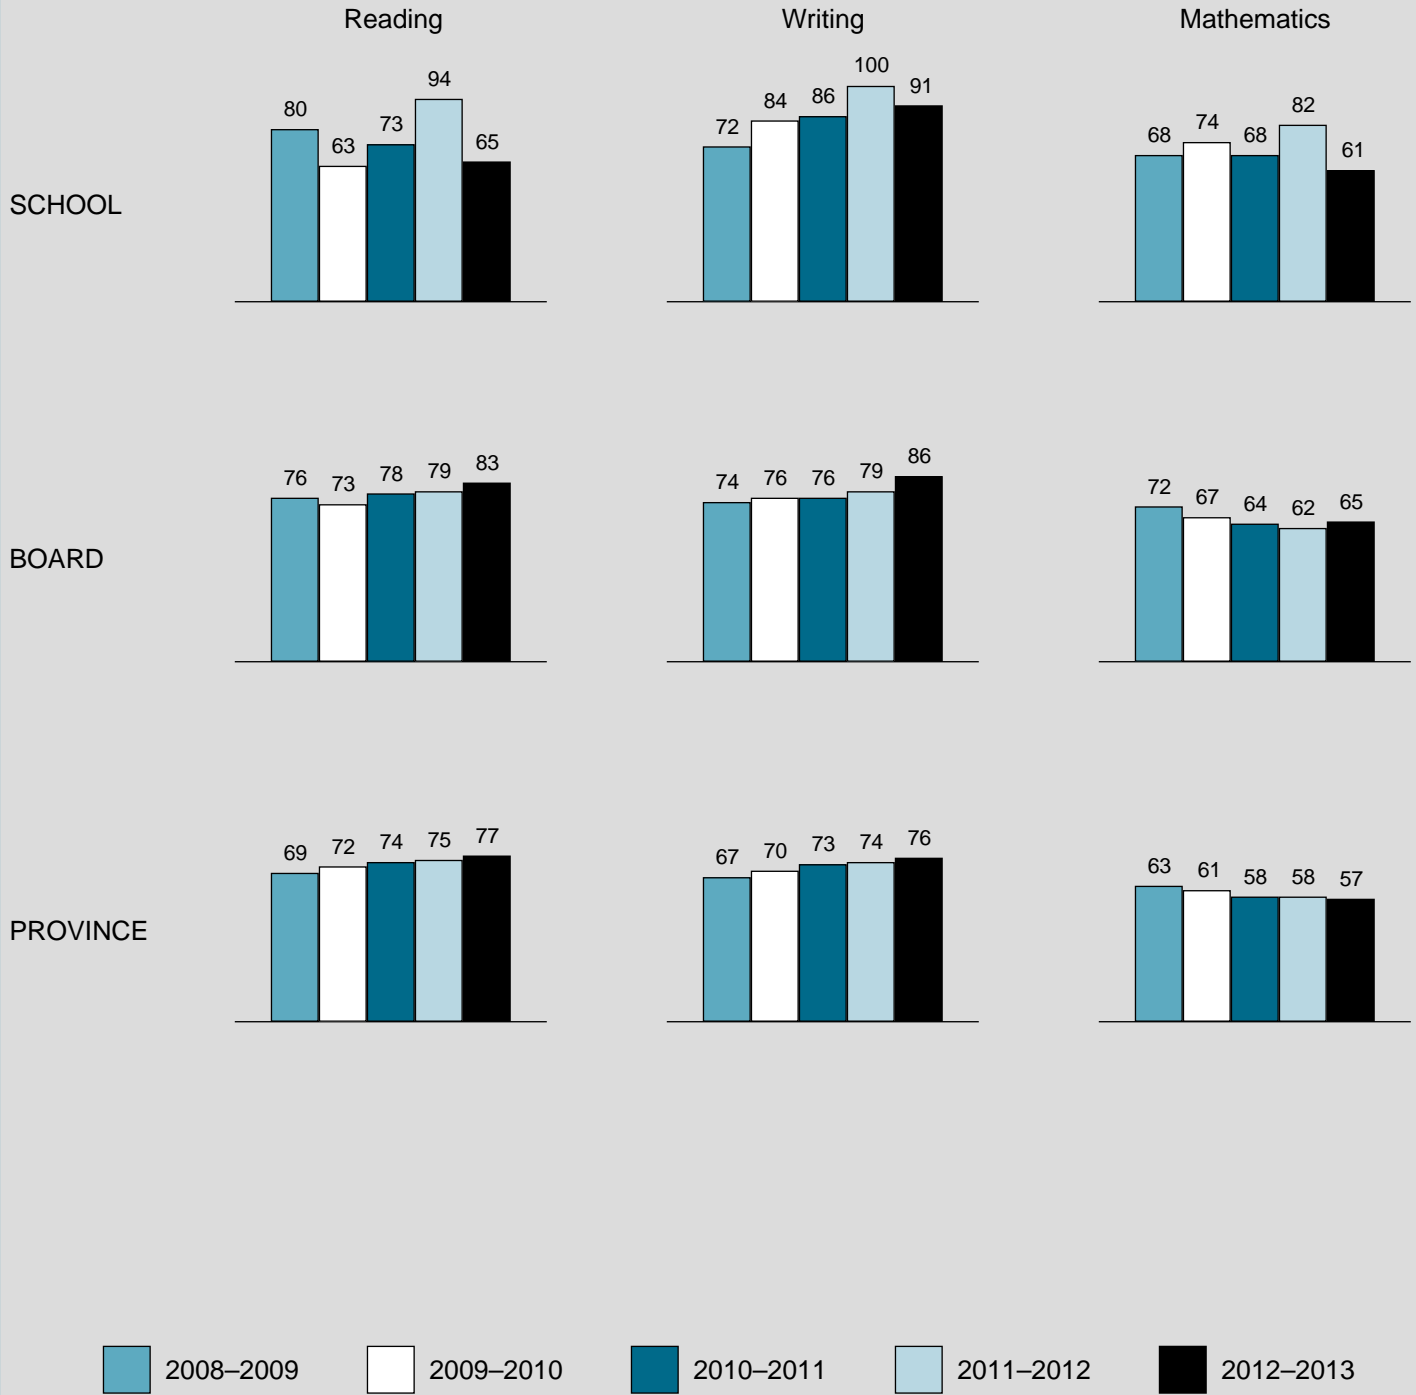 Reading Writing Mathematics
SCHOOL
80 63 73 94 65
72 84 86 100 91
68 74 68 82 61
BOARD
76 73 78 79 83
74 76 76 79 86
72 67 64 62 65
PROVINCE
69 72 74 75 77
67 70 73 74 76
63 61 58 58 57
2008–2009 2009–2010 2010–2011 2011–2012 2012–2013